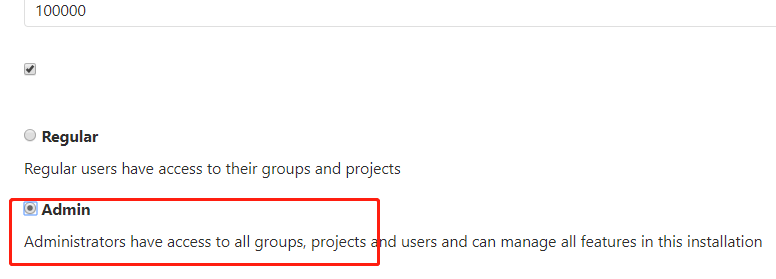 100000
Regular
Regular users have access to their groups and projects
Admin
Administrators have access to all groups, projects and users and can manage all features in this installation